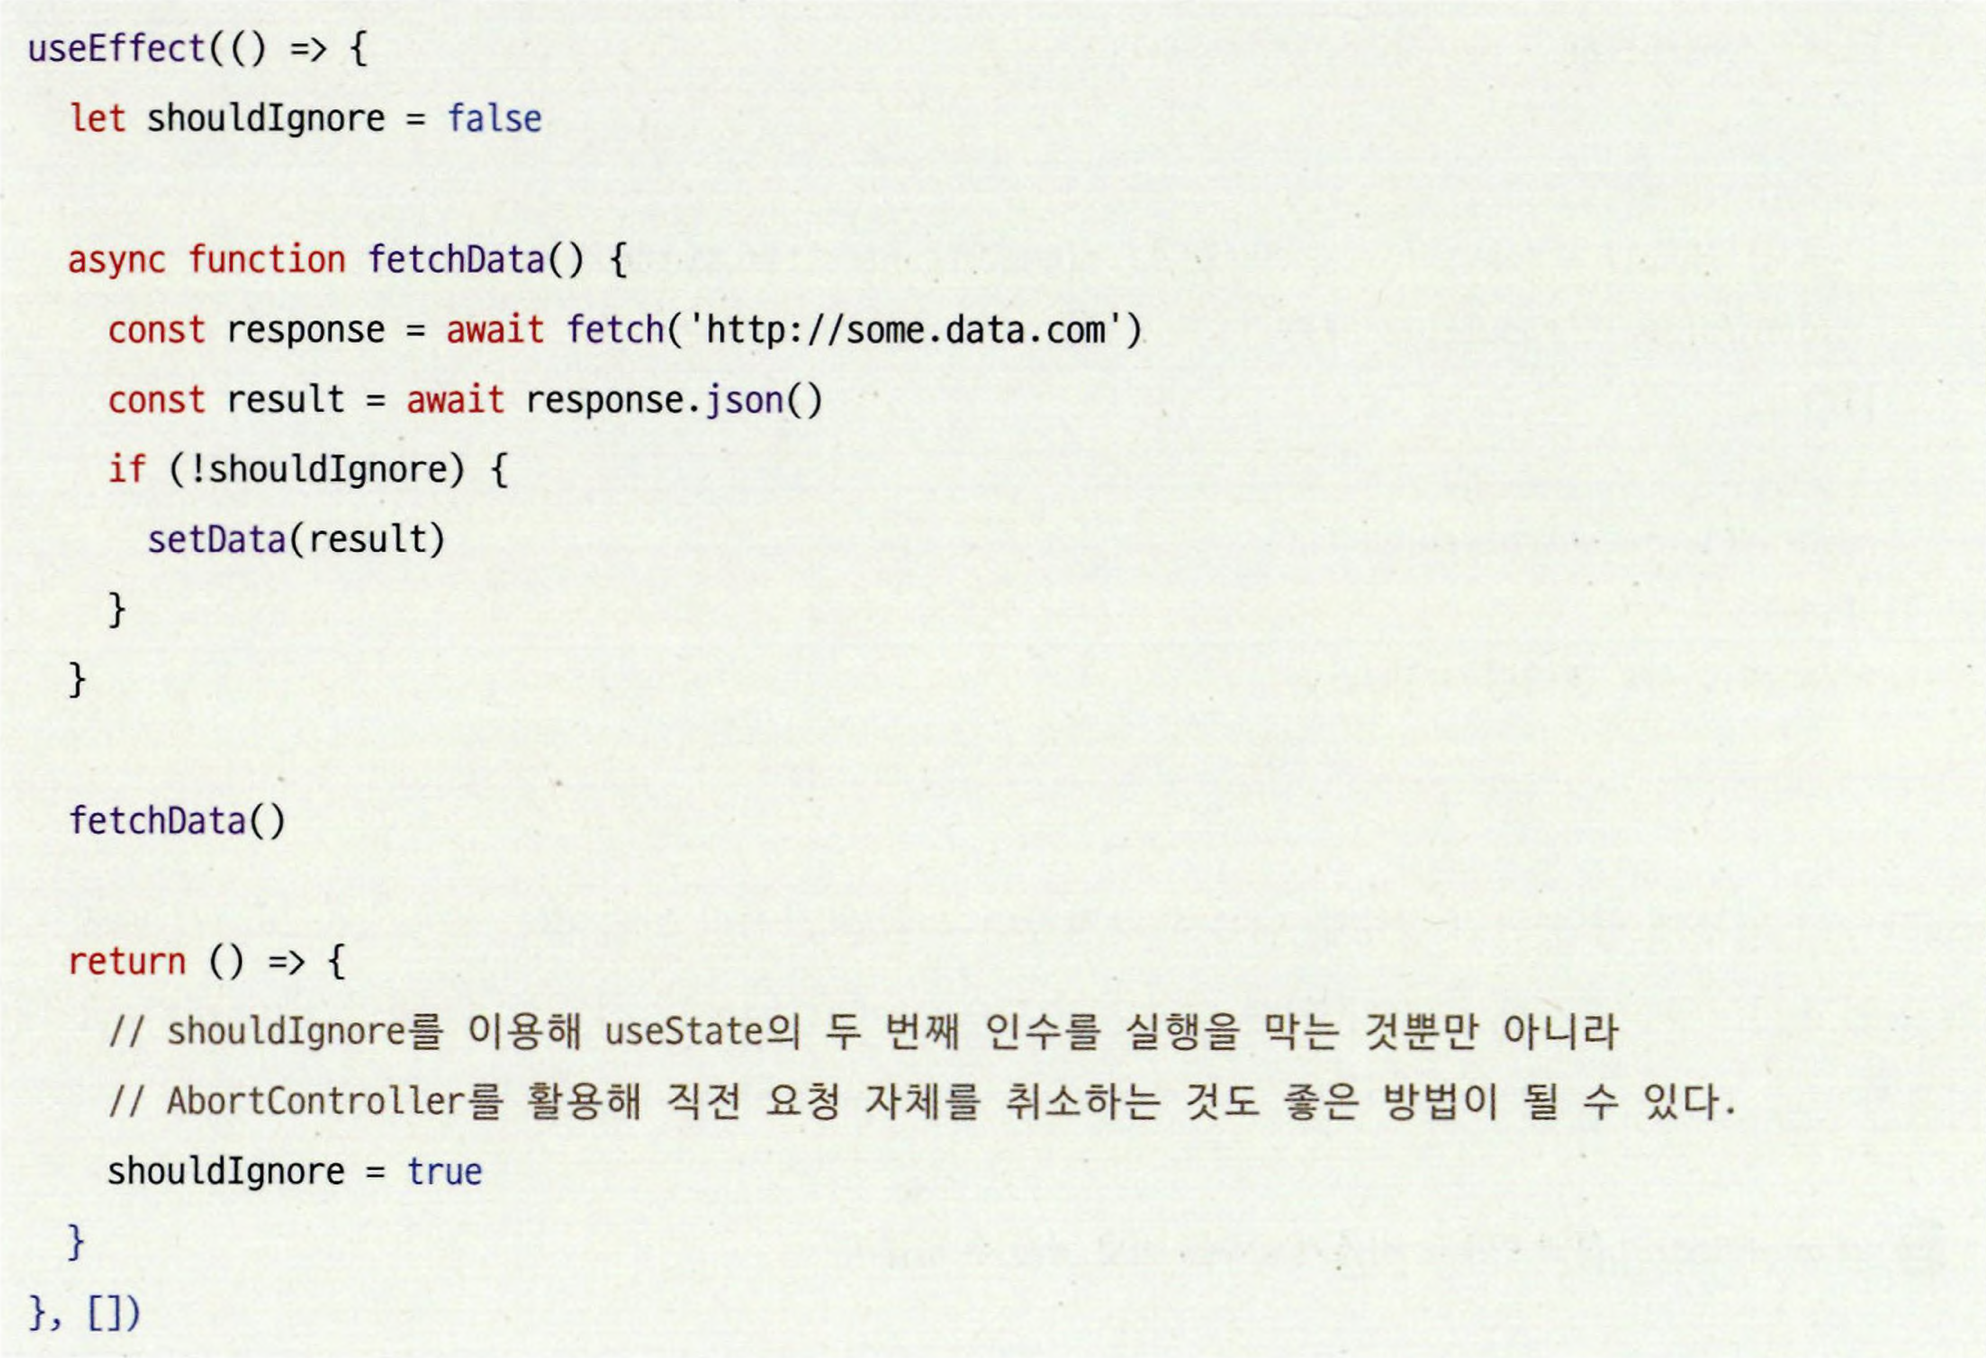 useEffect(() => {
  let shouldIgnore = false

  async function fetchData() {
    const response = await fetch('http://some.data.com')
    const result = await response.json()
    if (!shouldIgnore) {
      setData(result)
    }
  }

  fetchData()

  return () => {
    // shouldIgnore를 이용해 useState의 두 번째 인수를 실행을 막는 것뿐만 아니라
    // AbortController를 활용해 직전 요청 자체를 취소하는 것도 좋은 방법이 될 수 있다.
    shouldIgnore = true
  }
}, [])